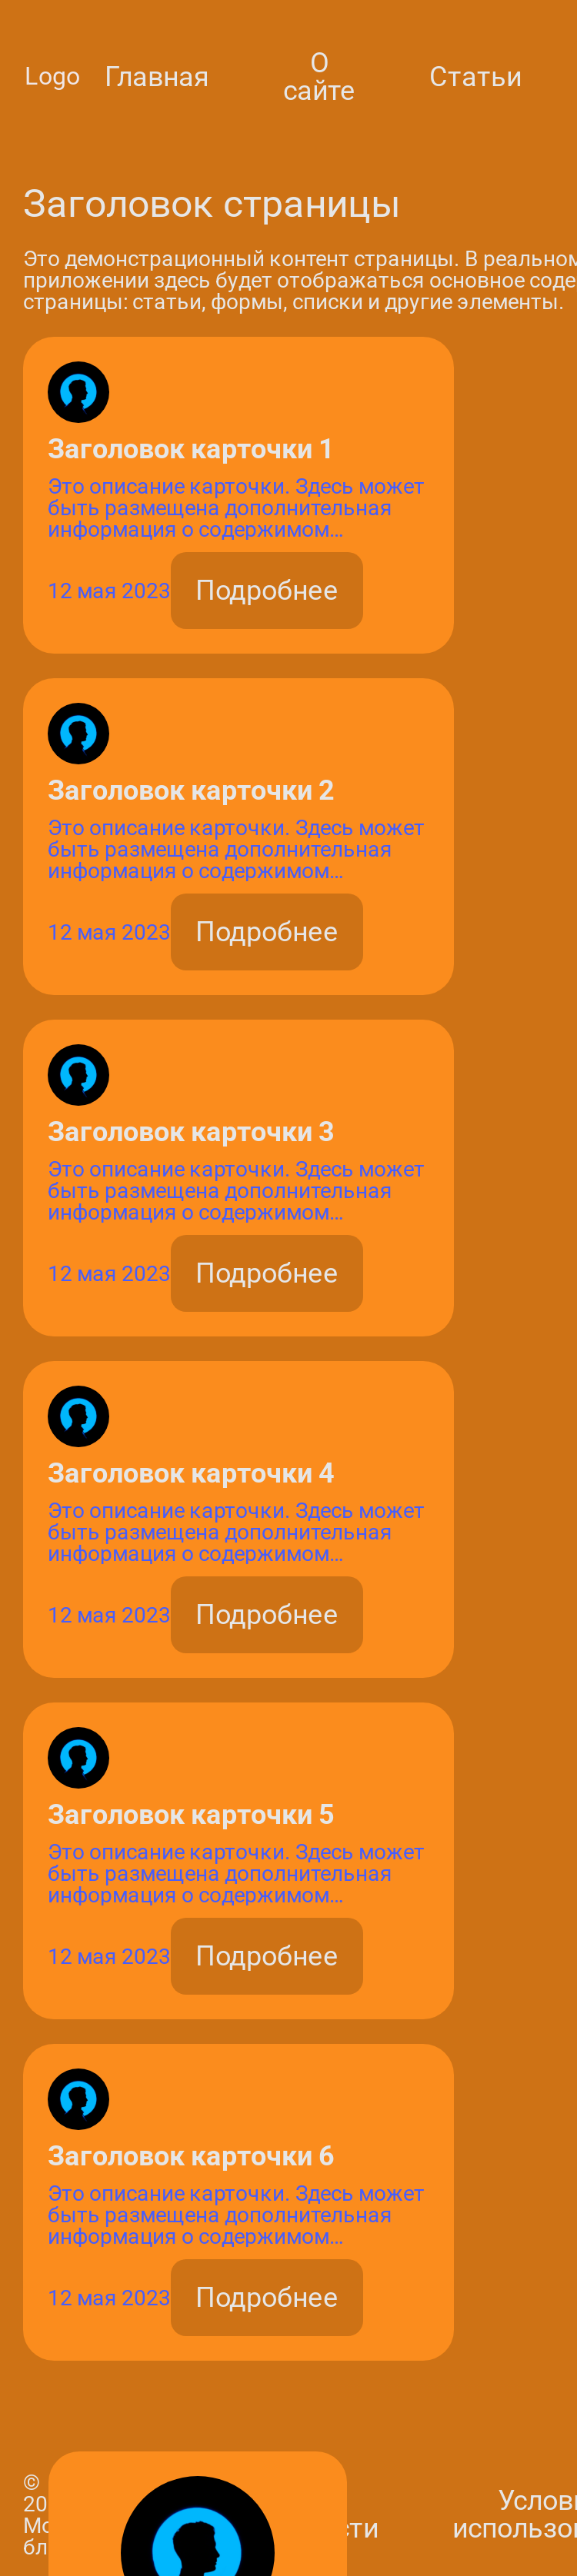 Logo
Главная
О
сайте
Статьи
Заголовок страницы
Это демонстрационный контент страницы. В реальном
приложении здесь будет отображаться основное соде
страницы: статьи, формы, списки и другие элементы.
Заголовок карточки 1
Это описание карточки. Здесь может
быть размещена дополнительная
информация о содержимом...
12 мая 2023
Подробнее
Заголовок карточки 2
Это описание карточки. Здесь может
быть размещена дополнительная
информация о содержимом...
12 мая 2023
Подробнее
Заголовок карточки 3
Это описание карточки. Здесь может
быть размещена дополнительная
информация о содержимом...
12 мая 2023
Подробнее
Заголовок карточки 4
Это описание карточки. Здесь может
быть размещена дополнительная
информация о содержимом...
12 мая 2023
Подробнее
Заголовок карточки 5
Это описание карточки. Здесь может
быть размещена дополнительная
информация о содержимом...
12 мая 2023
Подробнее
Заголовок карточки 6
Это описание карточки. Здесь может
быть размещена дополнительная
информация о содержимом...
12 мая 2023
Подробнее
©
20
Мо
бл
сти
Услов
использо